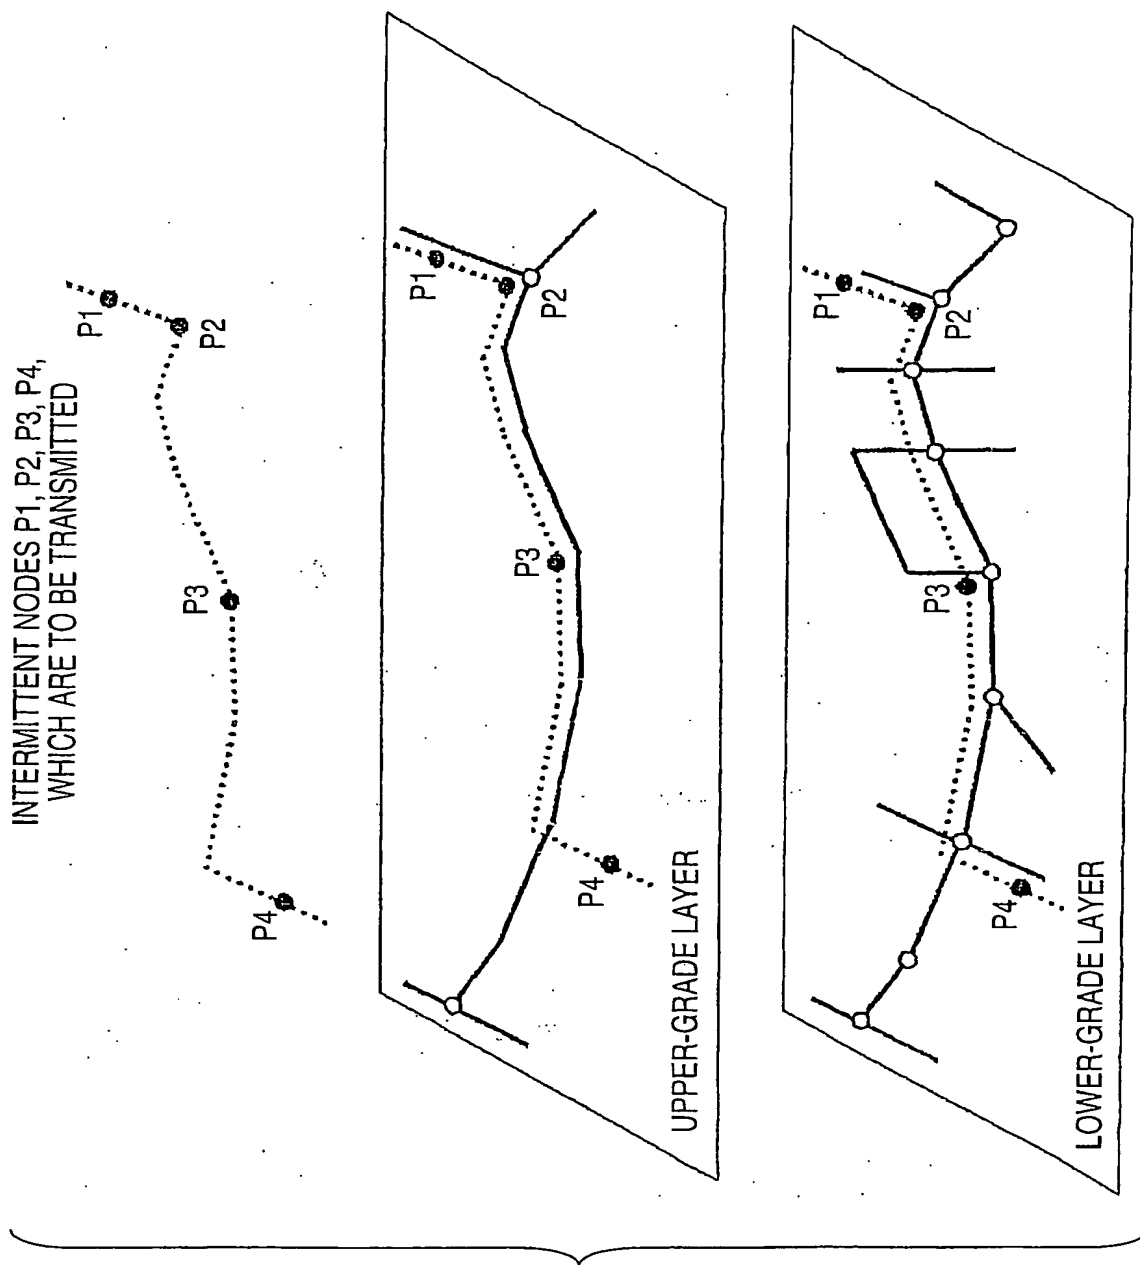 INTERMITTENT NODES P1, P2, P3, P4,
WHICH ARE TO BE TRANSMITTED
P4
P3
P2
P1
UPPER-GRADE LAYER
P4
P3
P2
P1
LOWER-GRADE LAYER
P4
P3
P2
P1